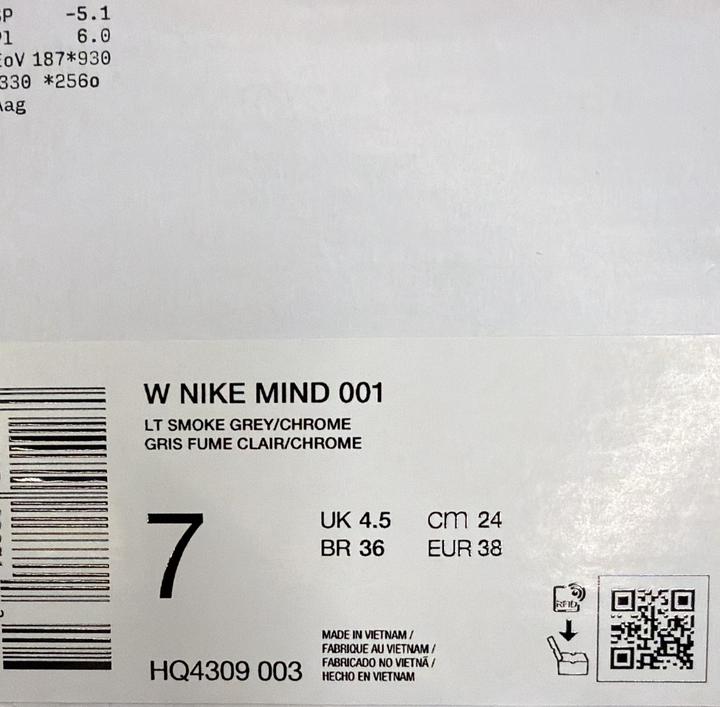 -5.1
6.0
187*930
330 *256o
W NIKE MIND 001
LT SMOKE GREY/CHROME
GRIS FUME CLAIR/CHROME
7
UK 4.5 cm 24
BR 36 EUR 38
RFID
HQ4309 003
MADE IN VIETNAM /
FABRIQUE AU VIETNAM /
FABRICADO NO VIETNÃ /
HECHO EN VIETNAM